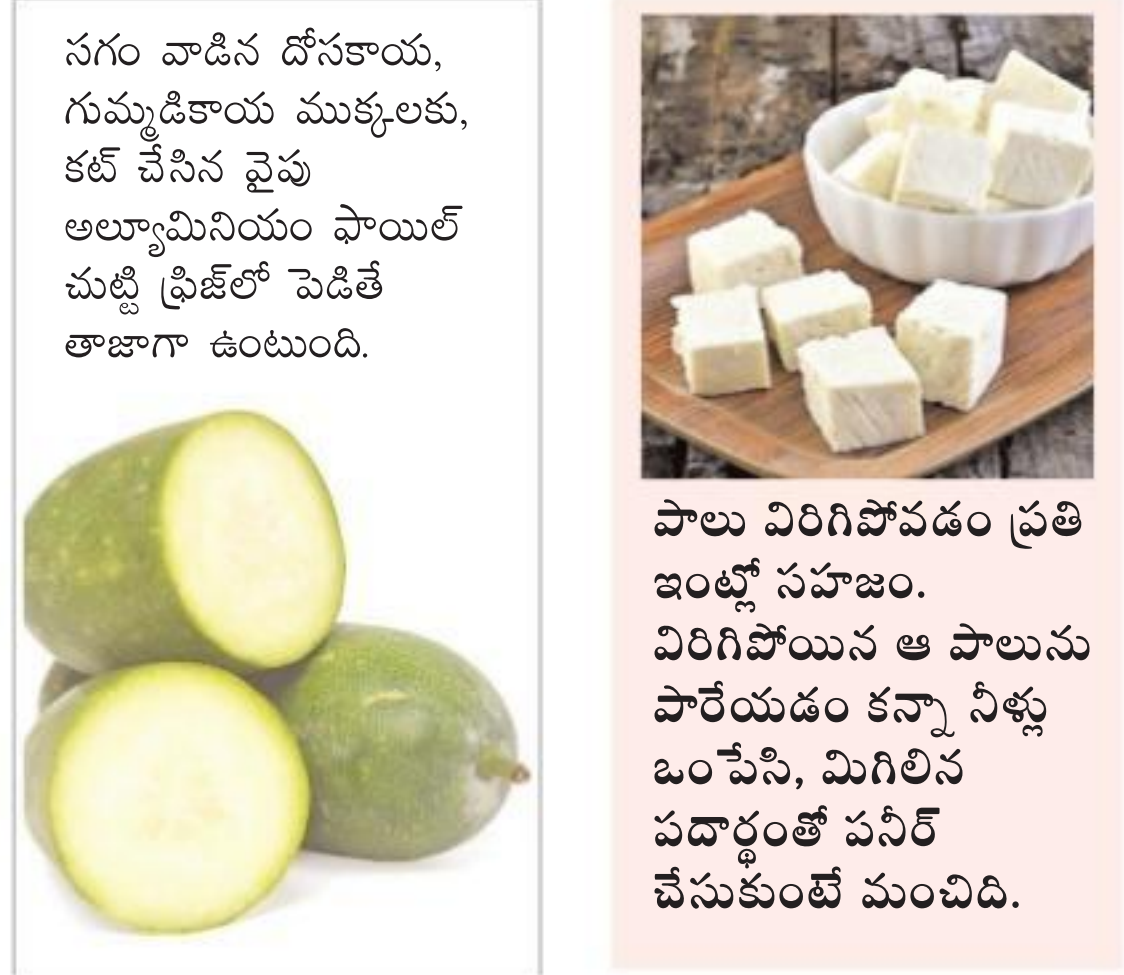 సగం వాడిన దోసకాయ,
గుమ్మడికాయ ముక్కలకు,
కట్ చేసిన వైపు
అల్యూమినియం ఫాయిల్
చుట్టి ఫ్రిజ్‌లో పెడితే
తాజాగా ఉంటుంది.
పాలు విరిగిపోవడం ప్రతి
ఇంట్లో సహజం.
విరిగిపోయిన ఆ పాలును
పారేయడం కన్నా నీళ్లు
ఒంపేసి, మిగిలిన
పదార్థంతో పనీర్
చేసుకుంటే మంచిది.